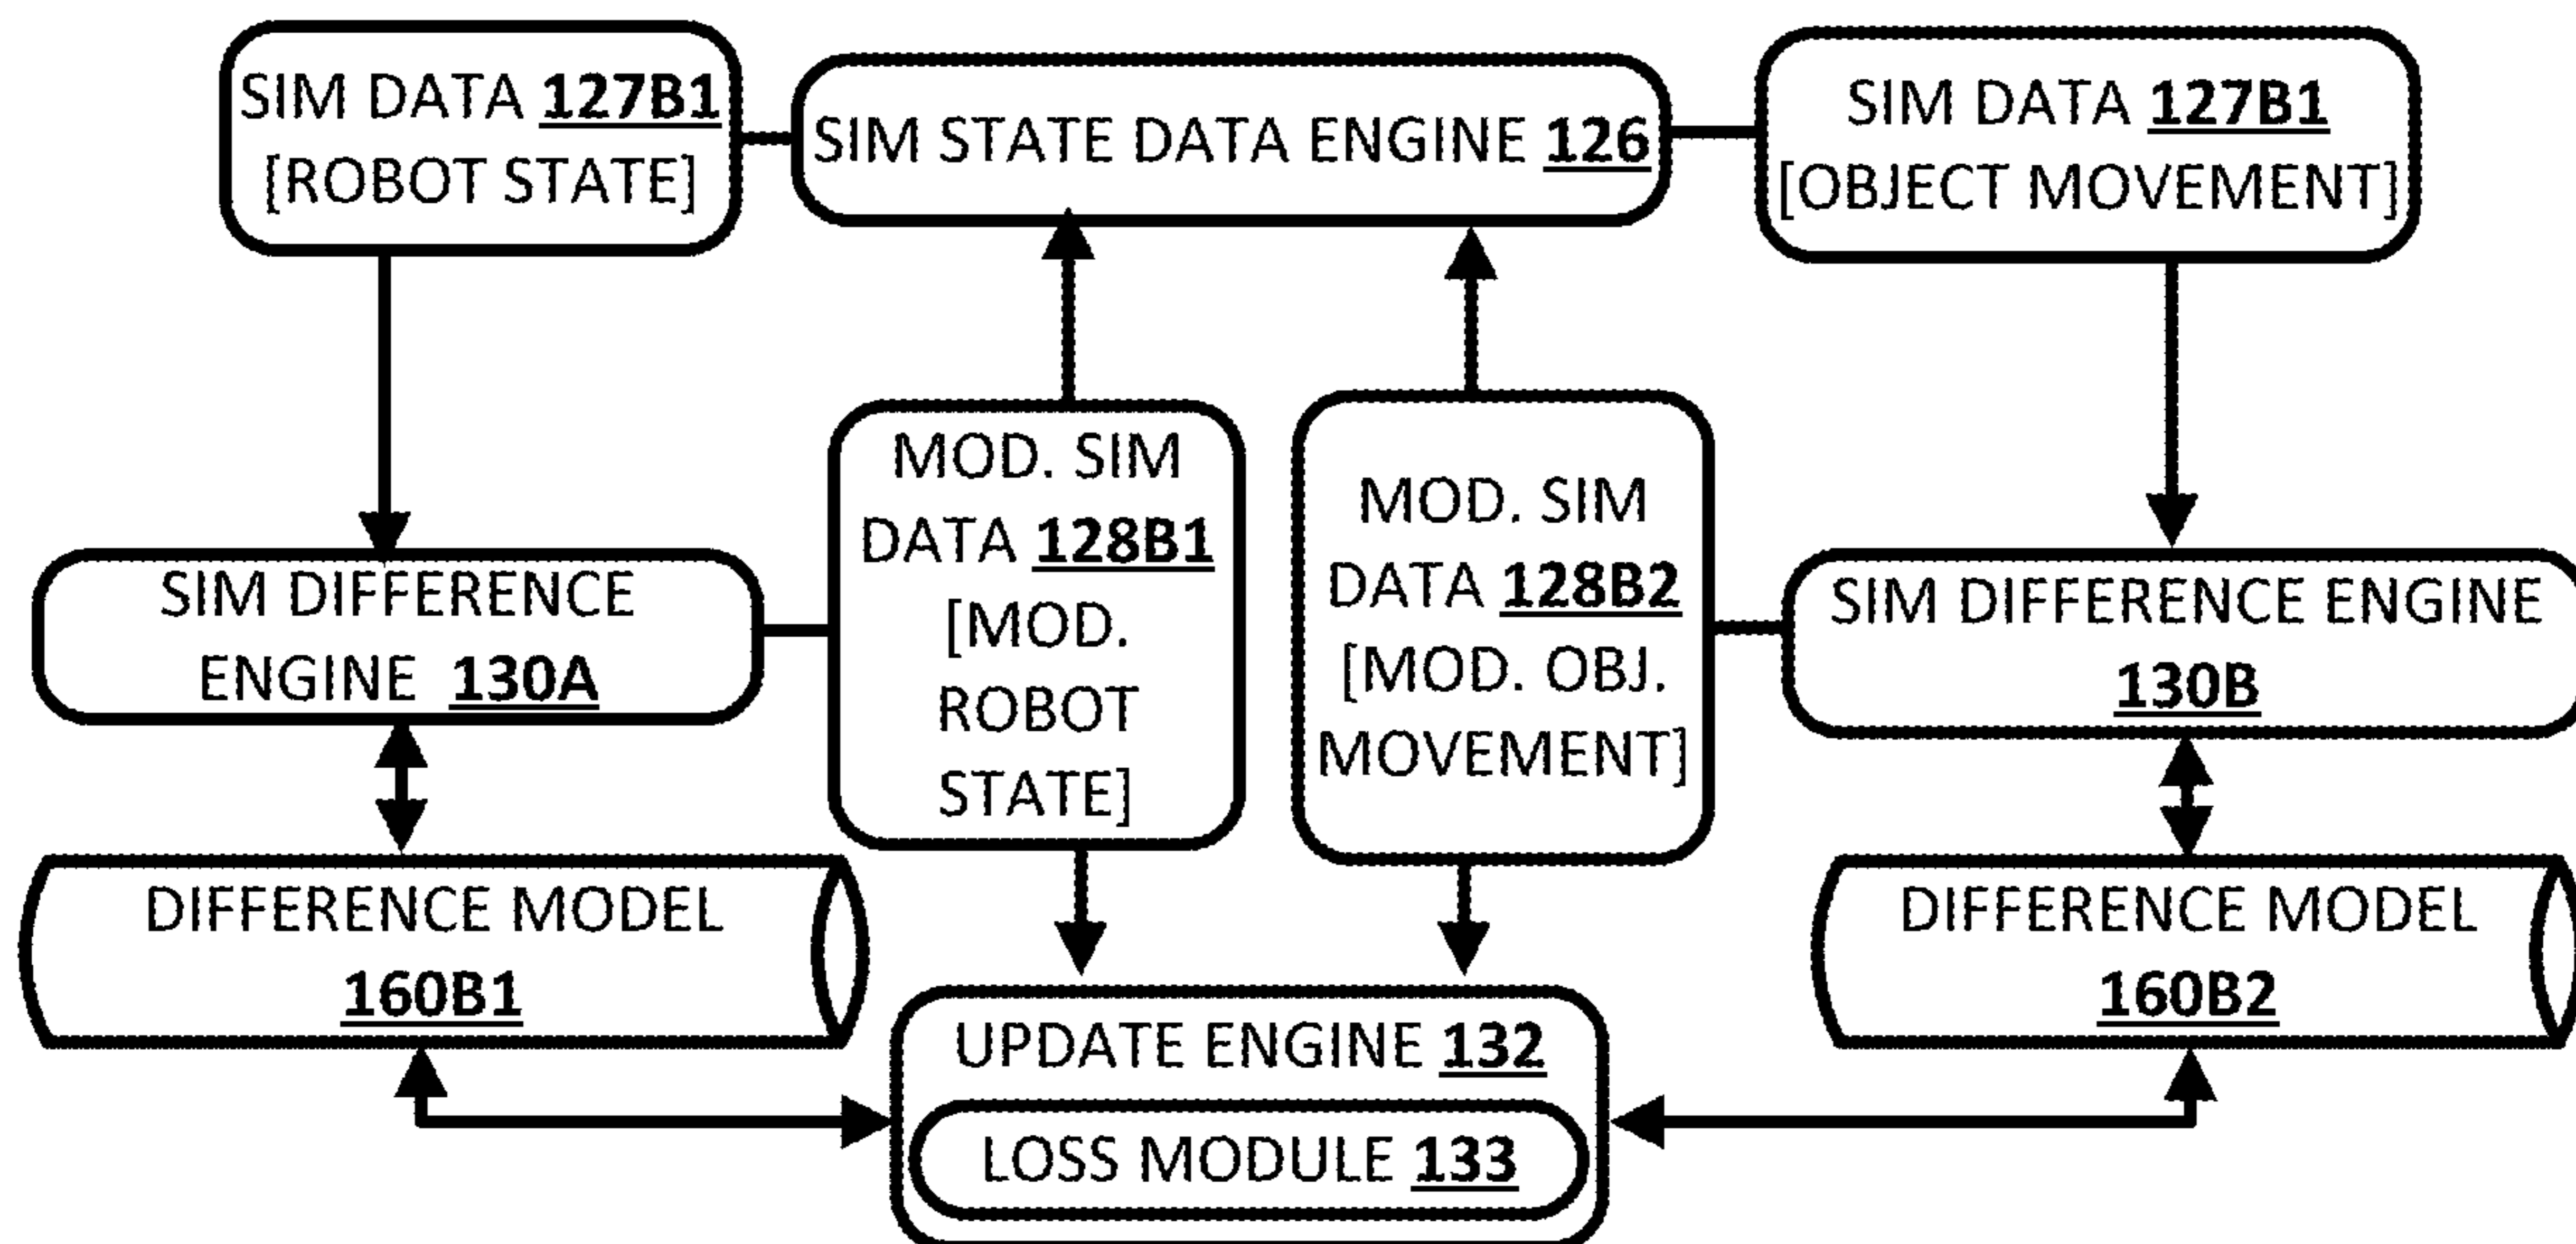 SIM DATA 127B1
[ROBOT STATE]
SIM STATE DATA ENGINE 126
SIM DATA 127B1
[OBJECT MOVEMENT]
MOD. SIM
DATA 128B1
[MOD.
ROBOT
STATE]
MOD. SIM
DATA 128B2
[MOD. OBJ.
MOVEMENT]
SIM DIFFERENCE
ENGINE 130A
SIM DIFFERENCE ENGINE
130B
DIFFERENCE MODEL
160B1
DIFFERENCE MODEL
160B2
UPDATE ENGINE 132
LOSS MODULE 133